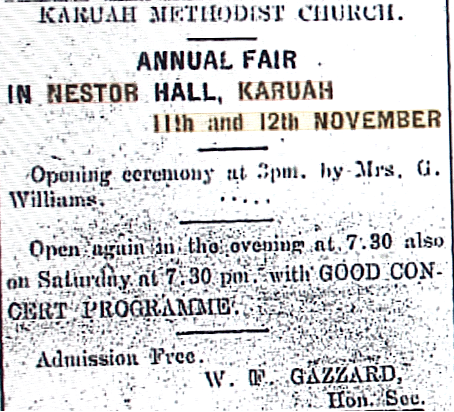 KARUAH METHODIST CHURCH.
ANNUAL FAIR
IN NESTOR HALL, KARUAH
11th and 12th NOVEMBER
Opening ceremony at 3pm. by Mrs. G.
Williams. .....
Open again in the evening at 7.30 also
on Saturday at 7.30 pm. with GOOD CON-
CERT PROGRAMME.
Admission Free.
W. F. GAZZARD,
Hon. Sec.